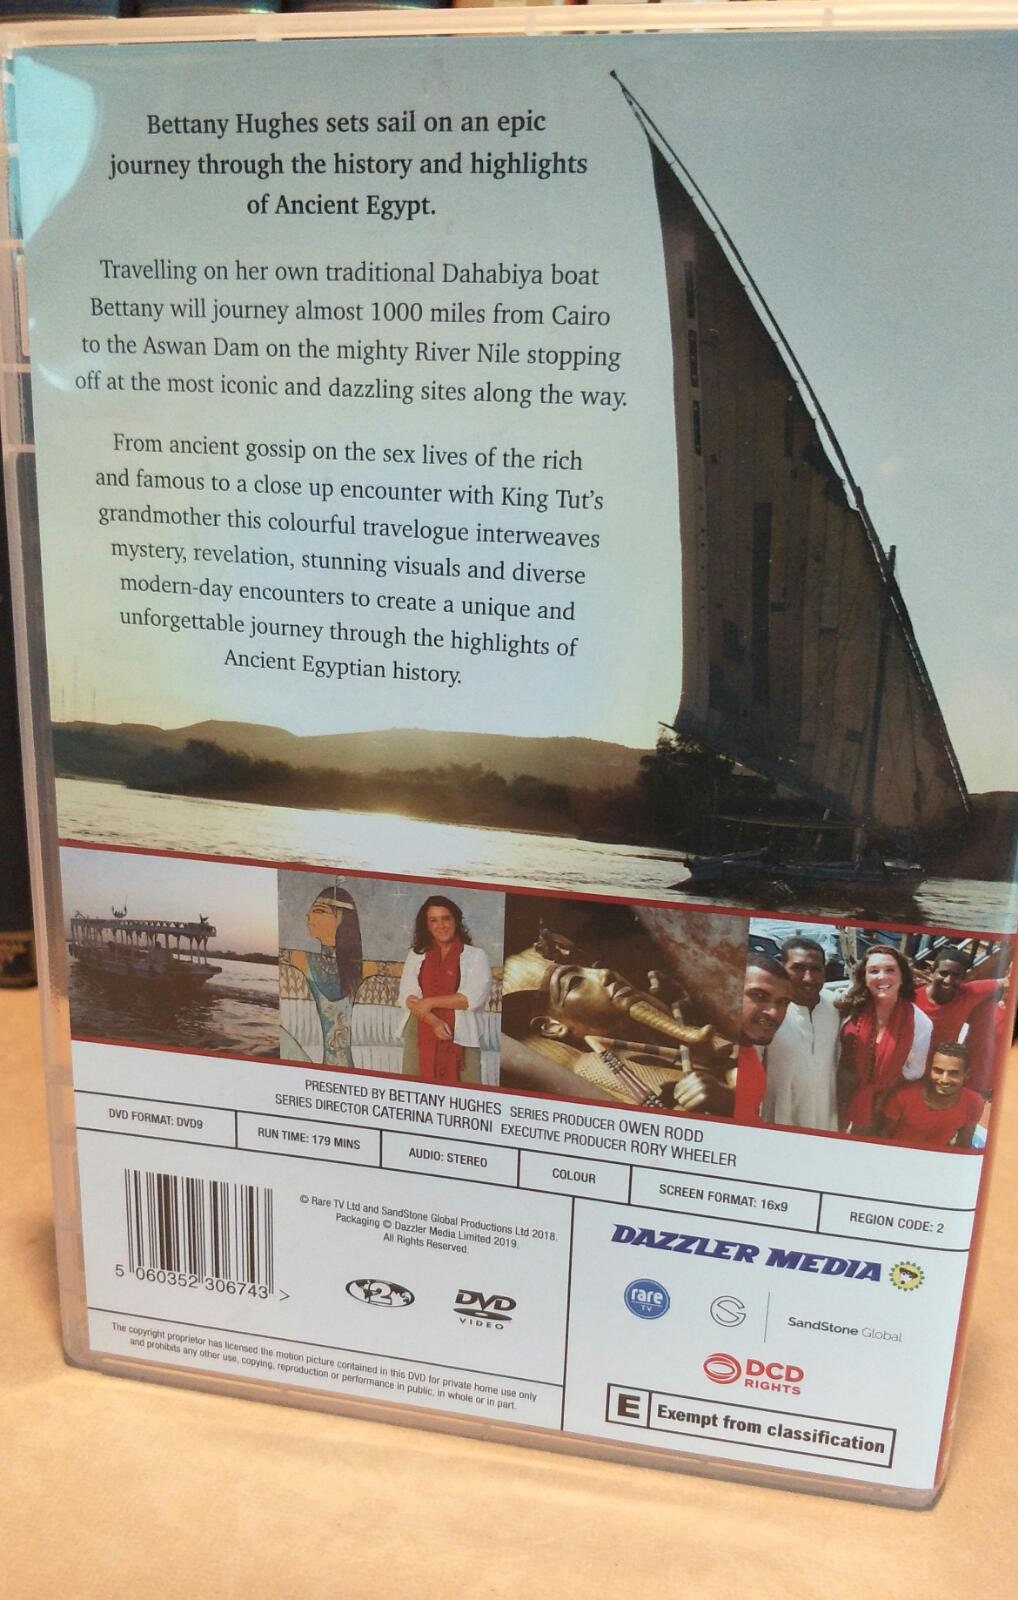 Bettany Hughes sets sail on an epic
journey through the history and highlights
of Ancient Egypt.
Travelling on her own traditional Dahabiya boat
Bettany will journey almost 1000 miles from Cairo
to the Aswan Dam on the mighty River Nile stopping
off at the most iconic and dazzling sites along the way.
From ancient gossip on the sex lives of the rich
and famous to a close up encounter with King Tut's
grandmother this colourful travelogue interweaves
mystery, revelation, stunning visuals and diverse
modern-day encounters to create a unique and
unforgettable journey through the highlights of
Ancient Egyptian history.
PRESENTED BY BETTANY HUGHES SERIES PRODUCER OWEN RODD
SERIES DIRECTOR CATERINA TURRONI EXECUTIVE PRODUCER RORY WHEELER
DVD FORMAT: DVD9
RUN TIME: 179 MINS
AUDIO: STEREO
COLOUR
SCREEN FORMAT: 16x9
REGION CODE: 2
5 060352 306743 >
© Rare TV Ltd and SandStone Global Productions Ltd 2018.
Packaging © Dazzler Media Limited 2019.
All Rights Reserved.
2
DVD
VIDEO
The copyright proprietor has licensed the motion picture contained in this DVD for private home use only
and prohibits any other use, copying, reproduction or performance in public, in whole or in part.
DAZZLER MEDIA
rare
TV
SandStone Global
DCD
RIGHTS
E Exempt from classification